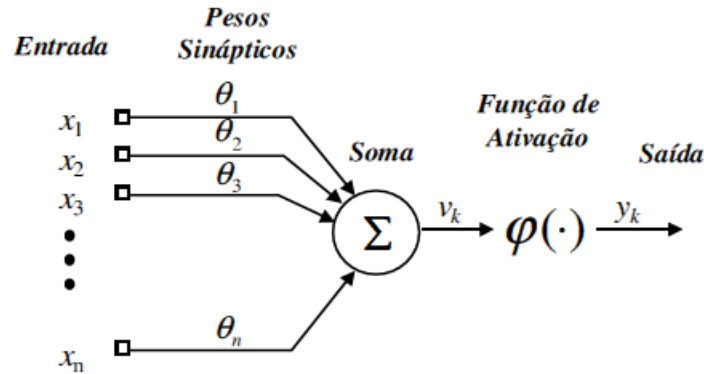 Entrada
Pesos
Sinápticos
x₁
θ₁
x₂
θ₂
x₃
θ₃
xₙ
θₙ
Soma
Σ
vₖ
Função de
Ativação
φ(·)
Saída
yₖ